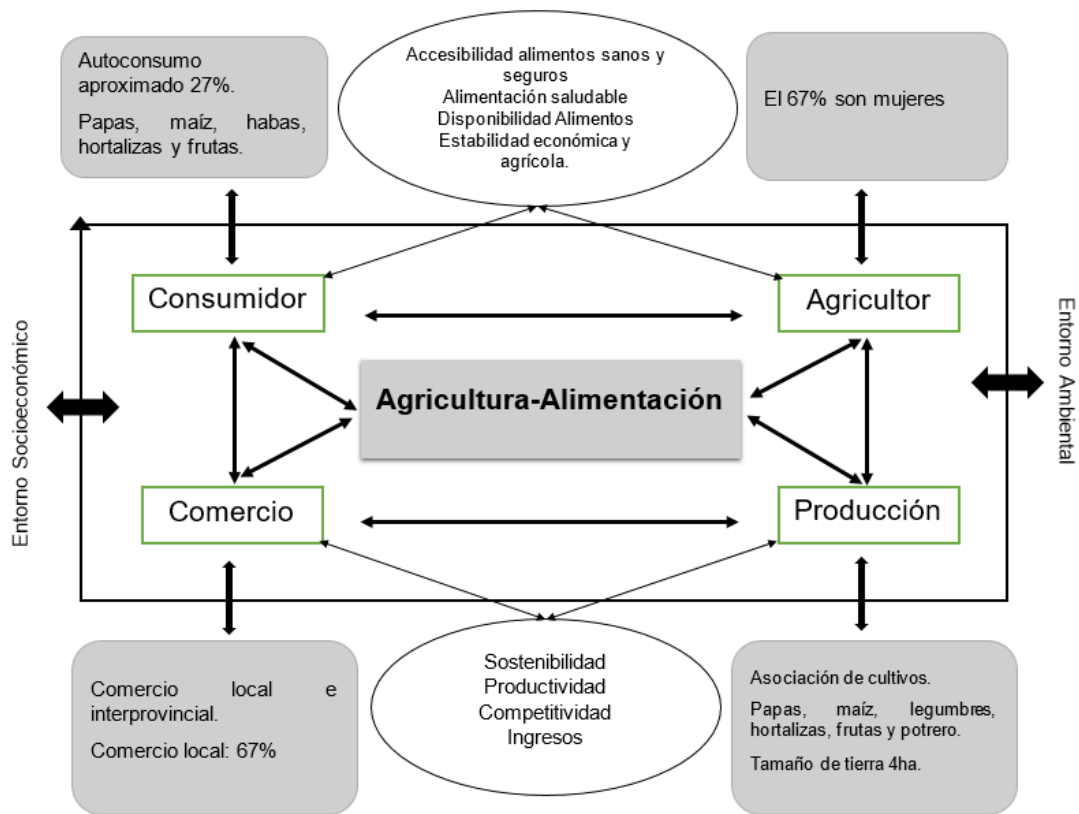 Autoconsumo
aproximado 27%.
Papas, maíz, habas,
hortalizas y frutas.
Accesibilidad alimentos sanos y
seguros
Alimentación saludable
Disponibilidad Alimentos
Estabilidad económica y
agrícola.
El 67% son mujeres
Consumidor
Agricultor
Entorno Socioeconómico
Agricultura-Alimentación
Entorno Ambiental
Comercio
Producción
Comercio local e
interprovincial.
Comercio local: 67%
Sostenibilidad
Productividad
Competitividad
Ingresos
Asociación de cultivos.
Papas, maíz, legumbres,
hortalizas, frutas y potrero.
Tamaño de tierra 4ha.